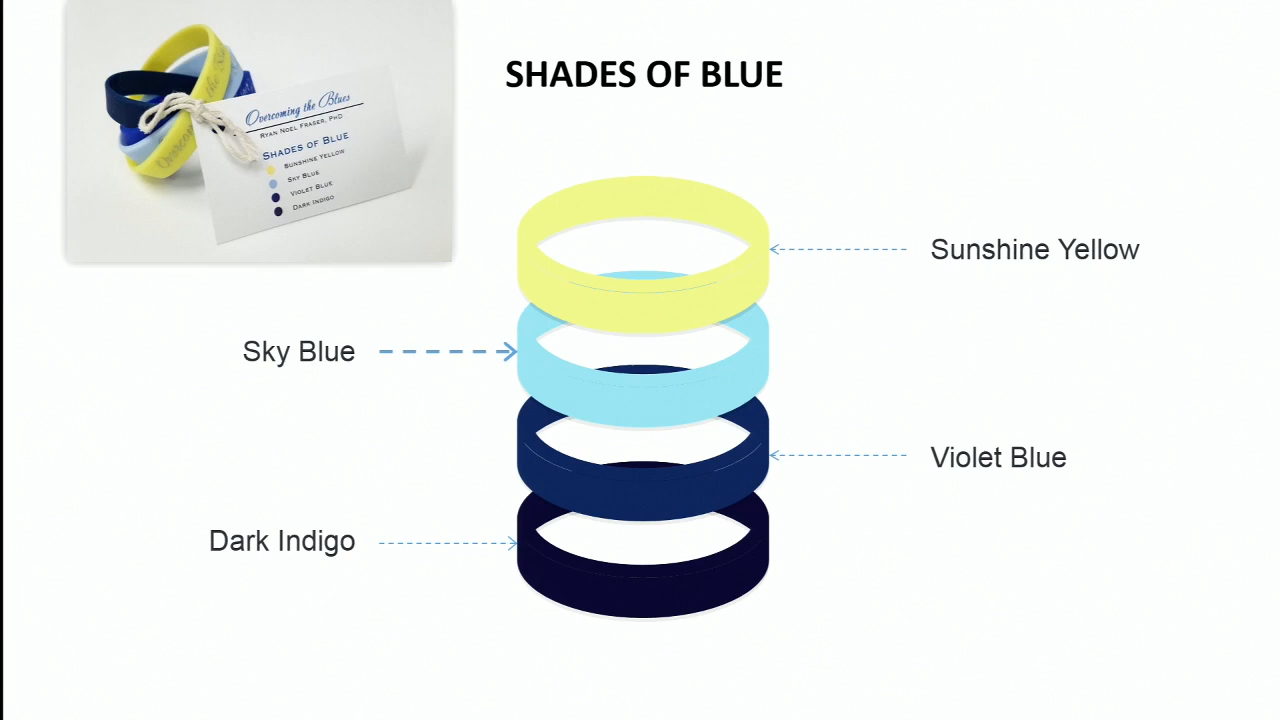 SHADES OF BLUE
Overcoming the Blues
RYAN NOEL FRASER, PHD
SHADES OF BLUE
SUNSHINE YELLOW
SKY BLUE
VIOLET BLUE
DARK INDIGO
Sunshine Yellow
Sky Blue
Violet Blue
Dark Indigo